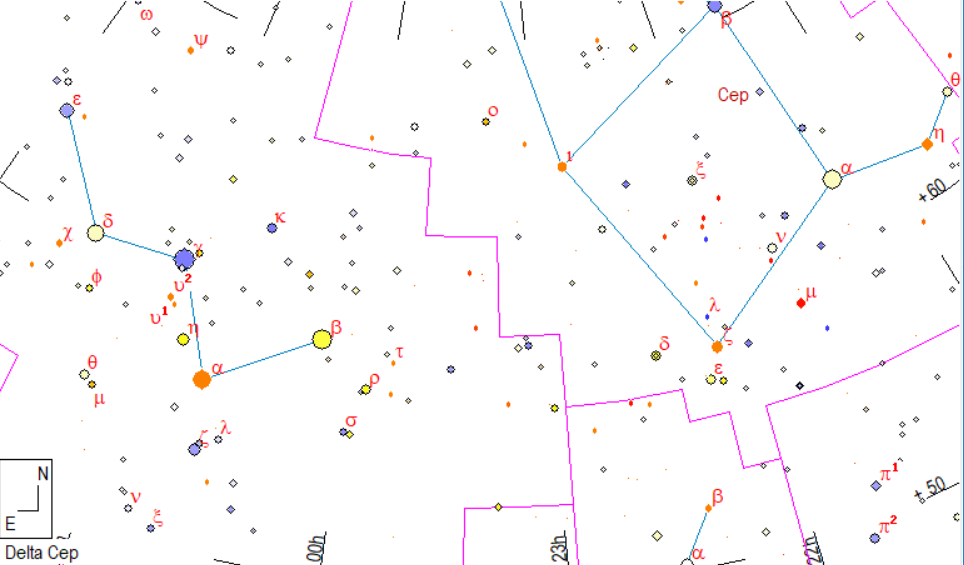 ω
β
ψ
ε
θ
Cep
ο
η
ι
ξ
α
+60
κ
δ
χ
γ
ν
υ²
φ
μ
υ¹
λ
η
β
ζ
δ
τ
θ
α
ε
μ
ρ
λ
σ
ζ
π¹
N
ν
β
+50
E
ξ
π²
Delta Cep
00h
23h
22h
α